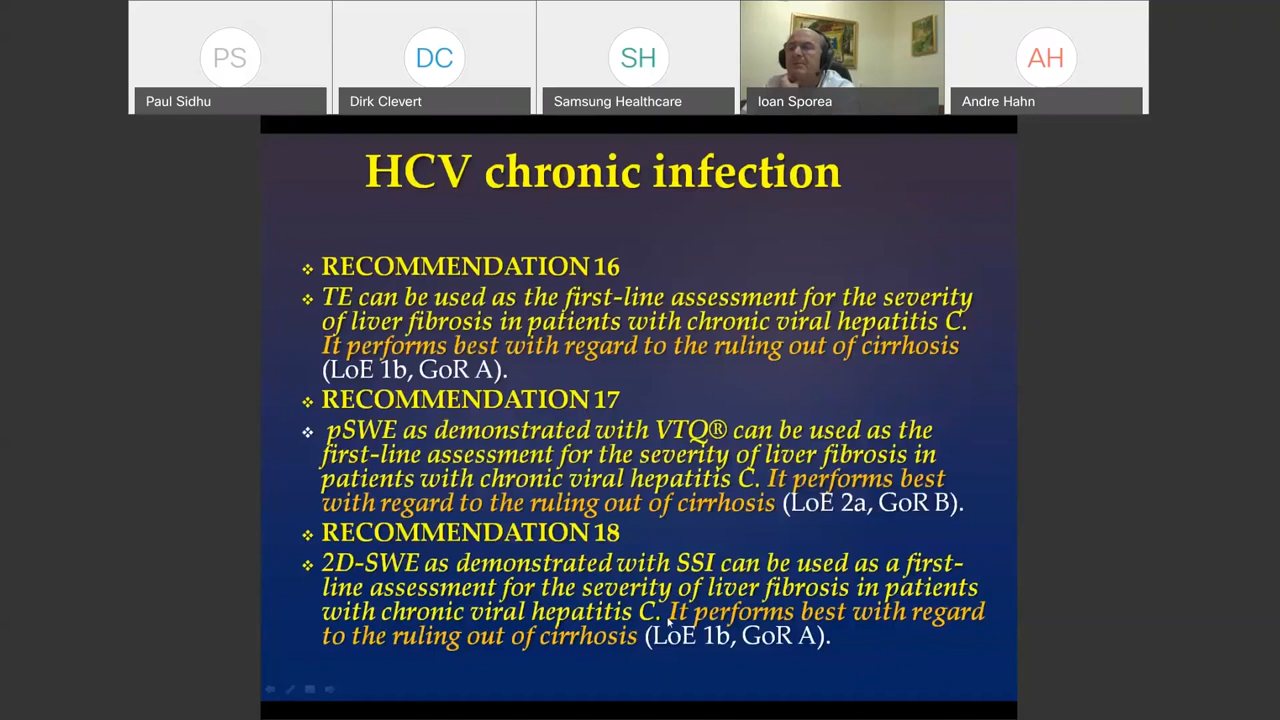 PS
DC
SH
AH
Paul Sidhu
Dirk Clevert
Samsung Healthcare
Ioan Sporea
Andre Hahn
HCV chronic infection
RECOMMENDATION 16
TE can be used as the first-line assessment for the severity
of liver fibrosis in patients with chronic viral hepatitis C.
It performs best with regard to the ruling out of cirrhosis
(LoE 1b, GoR A).
RECOMMENDATION 17
pSWE as demonstrated with VTQ® can be used as the
first-line assessment for the severity of liver fibrosis in
patients with chronic viral hepatitis C. It performs best
with regard to the ruling out of cirrhosis (LoE 2a, GoR B).
RECOMMENDATION 18
2D-SWE as demonstrated with SSI can be used as a first-
line assessment for the severity of liver fibrosis in patients
with chronic viral hepatitis C. It performs best with regard
to the ruling out of cirrhosis (LoE 1b, GoR A).